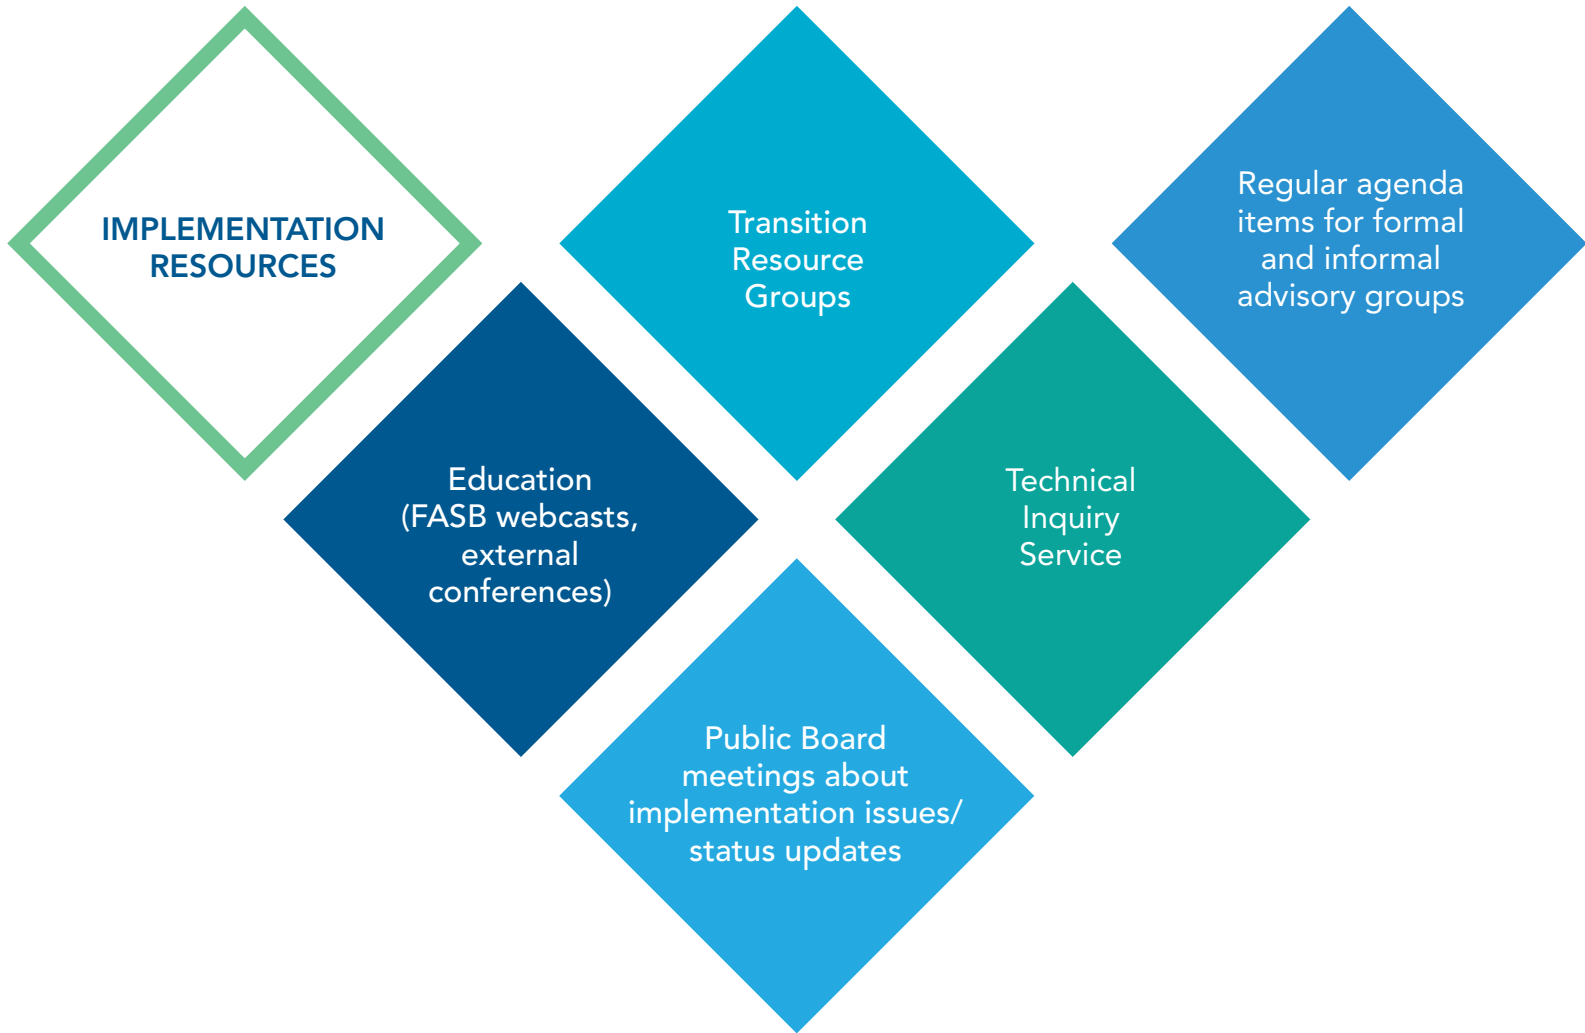 IMPLEMENTATION
RESOURCES
Transition
Resource
Groups
Regular agenda
items for formal
and informal
advisory groups
Education
(FASB webcasts,
external
conferences)
Technical
Inquiry
Service
Public Board
meetings about
implementation issues/
status updates